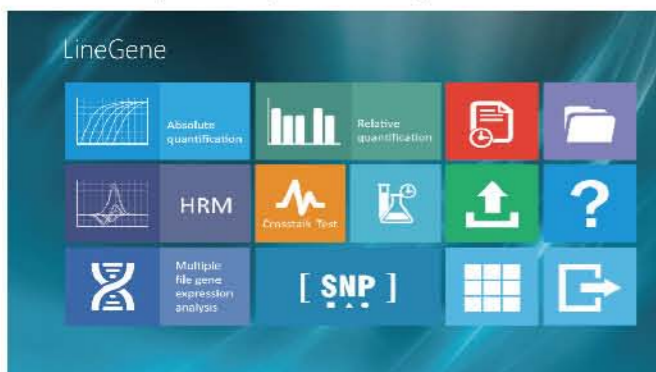 LineGene
Absolute
quantification
Relative
quantification
HRM
Crosstalk Test
Multiple
file gene
expression
analysis
[ SNP ]
?